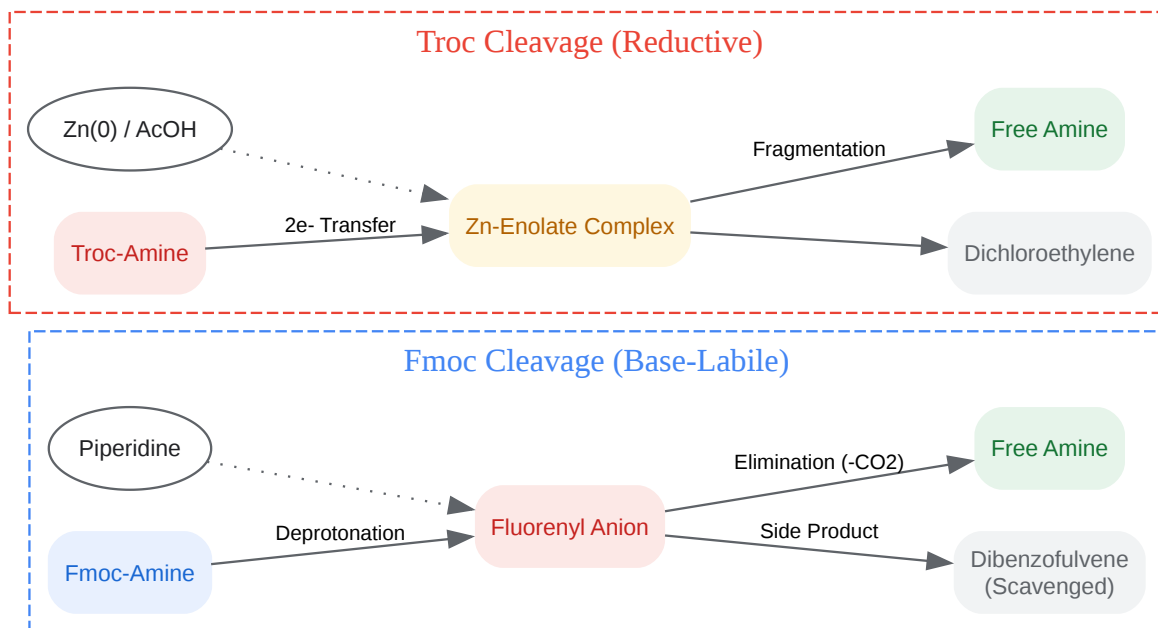 Troc Cleavage (Reductive)
Zn(0) / AcOH
Free Amine
Fragmentation
2e- Transfer
Zn-Enolate Complex
Troc-Amine
Dichloroethylene
Fmoc Cleavage (Base-Labile)
Piperidine
Free Amine
Elimination (-CO2)
Deprotonation
Fluorenyl Anion
Side Product
Fmoc-Amine
Dibenzofulvene
(Scavenged)